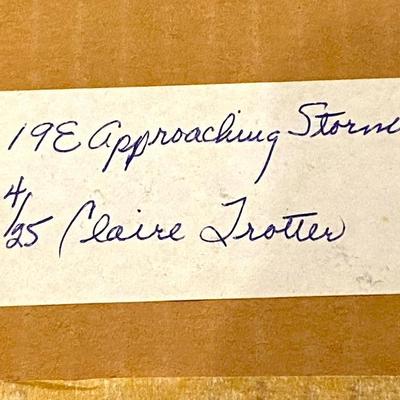 19E Approaching Storm
4/25 Claire Trotter